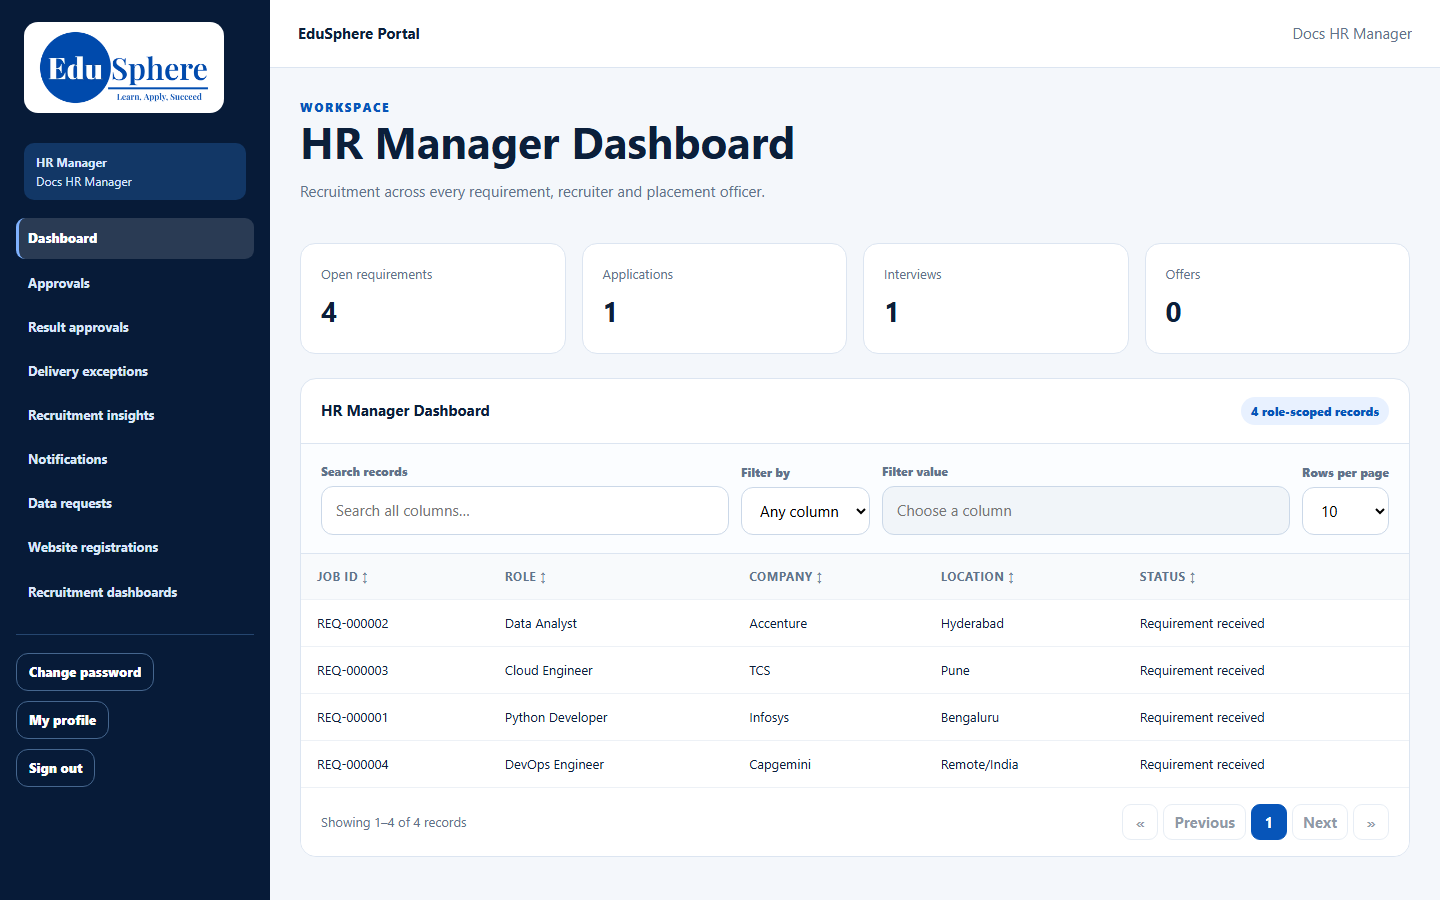 EduSphere
Learn. Apply, Succeed
HR Manager
Docs HR Manager
Dashboard
Approvals
Result approvals
Delivery exceptions
Recruitment insights
Notifications
Data requests
Website registrations
Recruitment dashboards
Change password
My profile
Sign out
EduSphere Portal
Docs HR Manager
WORKSPACE
HR Manager Dashboard
Recruitment across every requirement, recruiter and placement officer.
Open requirements
4
Applications
1
Interviews
1
Offers
0
HR Manager Dashboard
4 role-scoped records
Search records
Search all columns...
Filter by
Any column
Filter value
Choose a column
Rows per page
10
JOB ID ↕ ROLE ↕ COMPANY ↕ LOCATION ↕ STATUS ↕
REQ-000002 Data Analyst Accenture Hyderabad Requirement received
REQ-000003 Cloud Engineer TCS Pune Requirement received
REQ-000001 Python Developer Infosys Bengaluru Requirement received
REQ-000004 DevOps Engineer Capgemini Remote/India Requirement received
Showing 1–4 of 4 records
« Previous 1 Next »